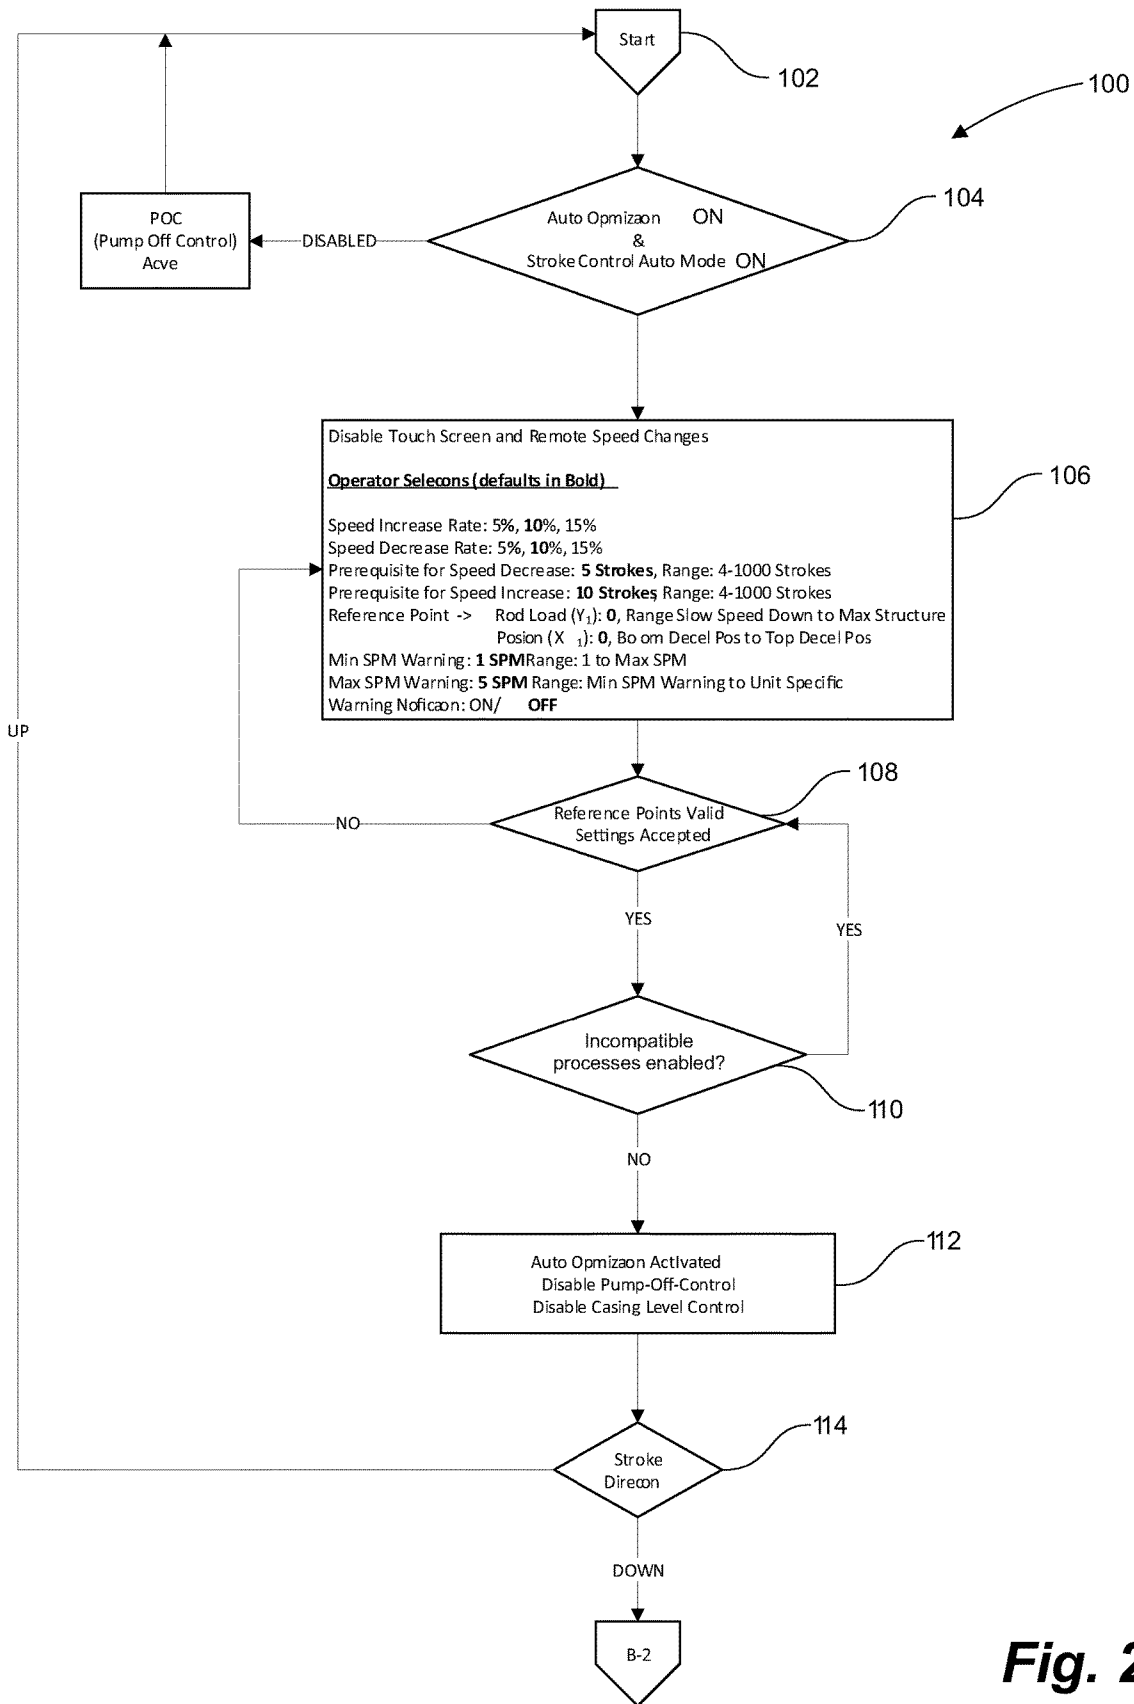 Start
102
100
104
Auto Opmizaon ON
&
Stroke Control Auto Mode ON
DISABLED
POC
(Pump Off Control)
Acve
Disable Touch Screen and Remote Speed Changes
Operator Selecons (defaults in Bold)
106
Speed Increase Rate: 5%, 10%, 15%
Speed Decrease Rate: 5%, 10%, 15%
Prerequisite for Speed Decrease: 5 Strokes, Range: 4-1000 Strokes
Prerequisite for Speed Increase: 10 Strokes, Range: 4-1000 Strokes
Reference Point -> Rod Load (Y₁): 0, Range Slow Speed Down to Max Structure
Posion (X ₁): 0, Bo om Decel Pos to Top Decel Pos
Min SPM Warning: 1 SPM Range: 1 to Max SPM
Max SPM Warning: 5 SPM Range: Min SPM Warning to Unit Specific
Warning Noficaon: ON/ OFF
UP
108
Reference Points Valid
Settings Accepted
NO
YES
YES
Incompatible
processes enabled?
110
NO
112
Auto Opmizaon Activated
Disable Pump-Off-Control
Disable Casing Level Control
114
Stroke
Direcon
DOWN
B-2
Fig. 2